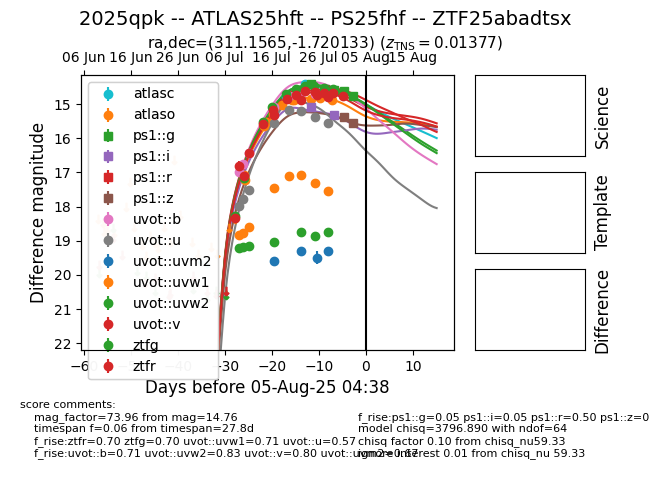 2025qpk -- ATLAS25hft -- PS25fhf -- ZTF25abadtsx
ra,dec=(311.1565,-1.720133) (zTNS = 0.01377)
06 Jun 16 Jun 26 Jun 06 Jul 16 Jul 26 Jul 05 Aug 15 Aug
Difference magnitude
15
16
17
18
19
20
21
22
atlasc
atlaso
ps1::g
ps1::i
ps1::r
ps1::z
uvot::b
uvot::u
uvot::uvm2
uvot::uvw1
uvot::uvw2
uvot::v
ztfg
ztfr
−60 −30 −20 −10 0 10
Days before 05-Aug-25 04:38
Science
Template
Difference
score comments:
mag_factor=73.96 from mag=14.76
timespan f=0.06 from timespan=27.8d
f_rise:ztfr=0.70 ztfg=0.70 uvot::uvw1=0.71 uvot::u=0.57
f_rise:uvot::b=0.71 uvot::uvw2=0.83 uvot::v=0.80 uvot::uvm2=0.67
f_rise:ps1::g=0.05 ps1::i=0.05 ps1::r=0.50 ps1::z=0
model chisq=3796.890 with ndof=64
chisq factor 0.10 from chisq_nu59.33
ignore interest 0.01 from chisq_nu 59.33